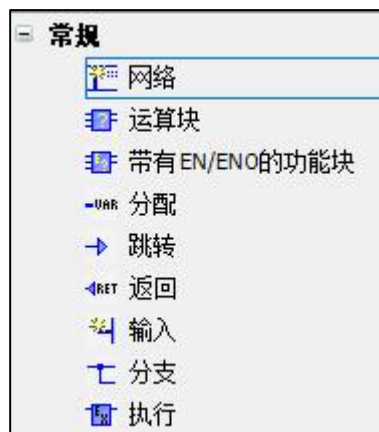 常规
网络
运算块
带有EN/ENO的功能块
VAR 分配
跳转
RET 返回
输入
分支
EX 执行